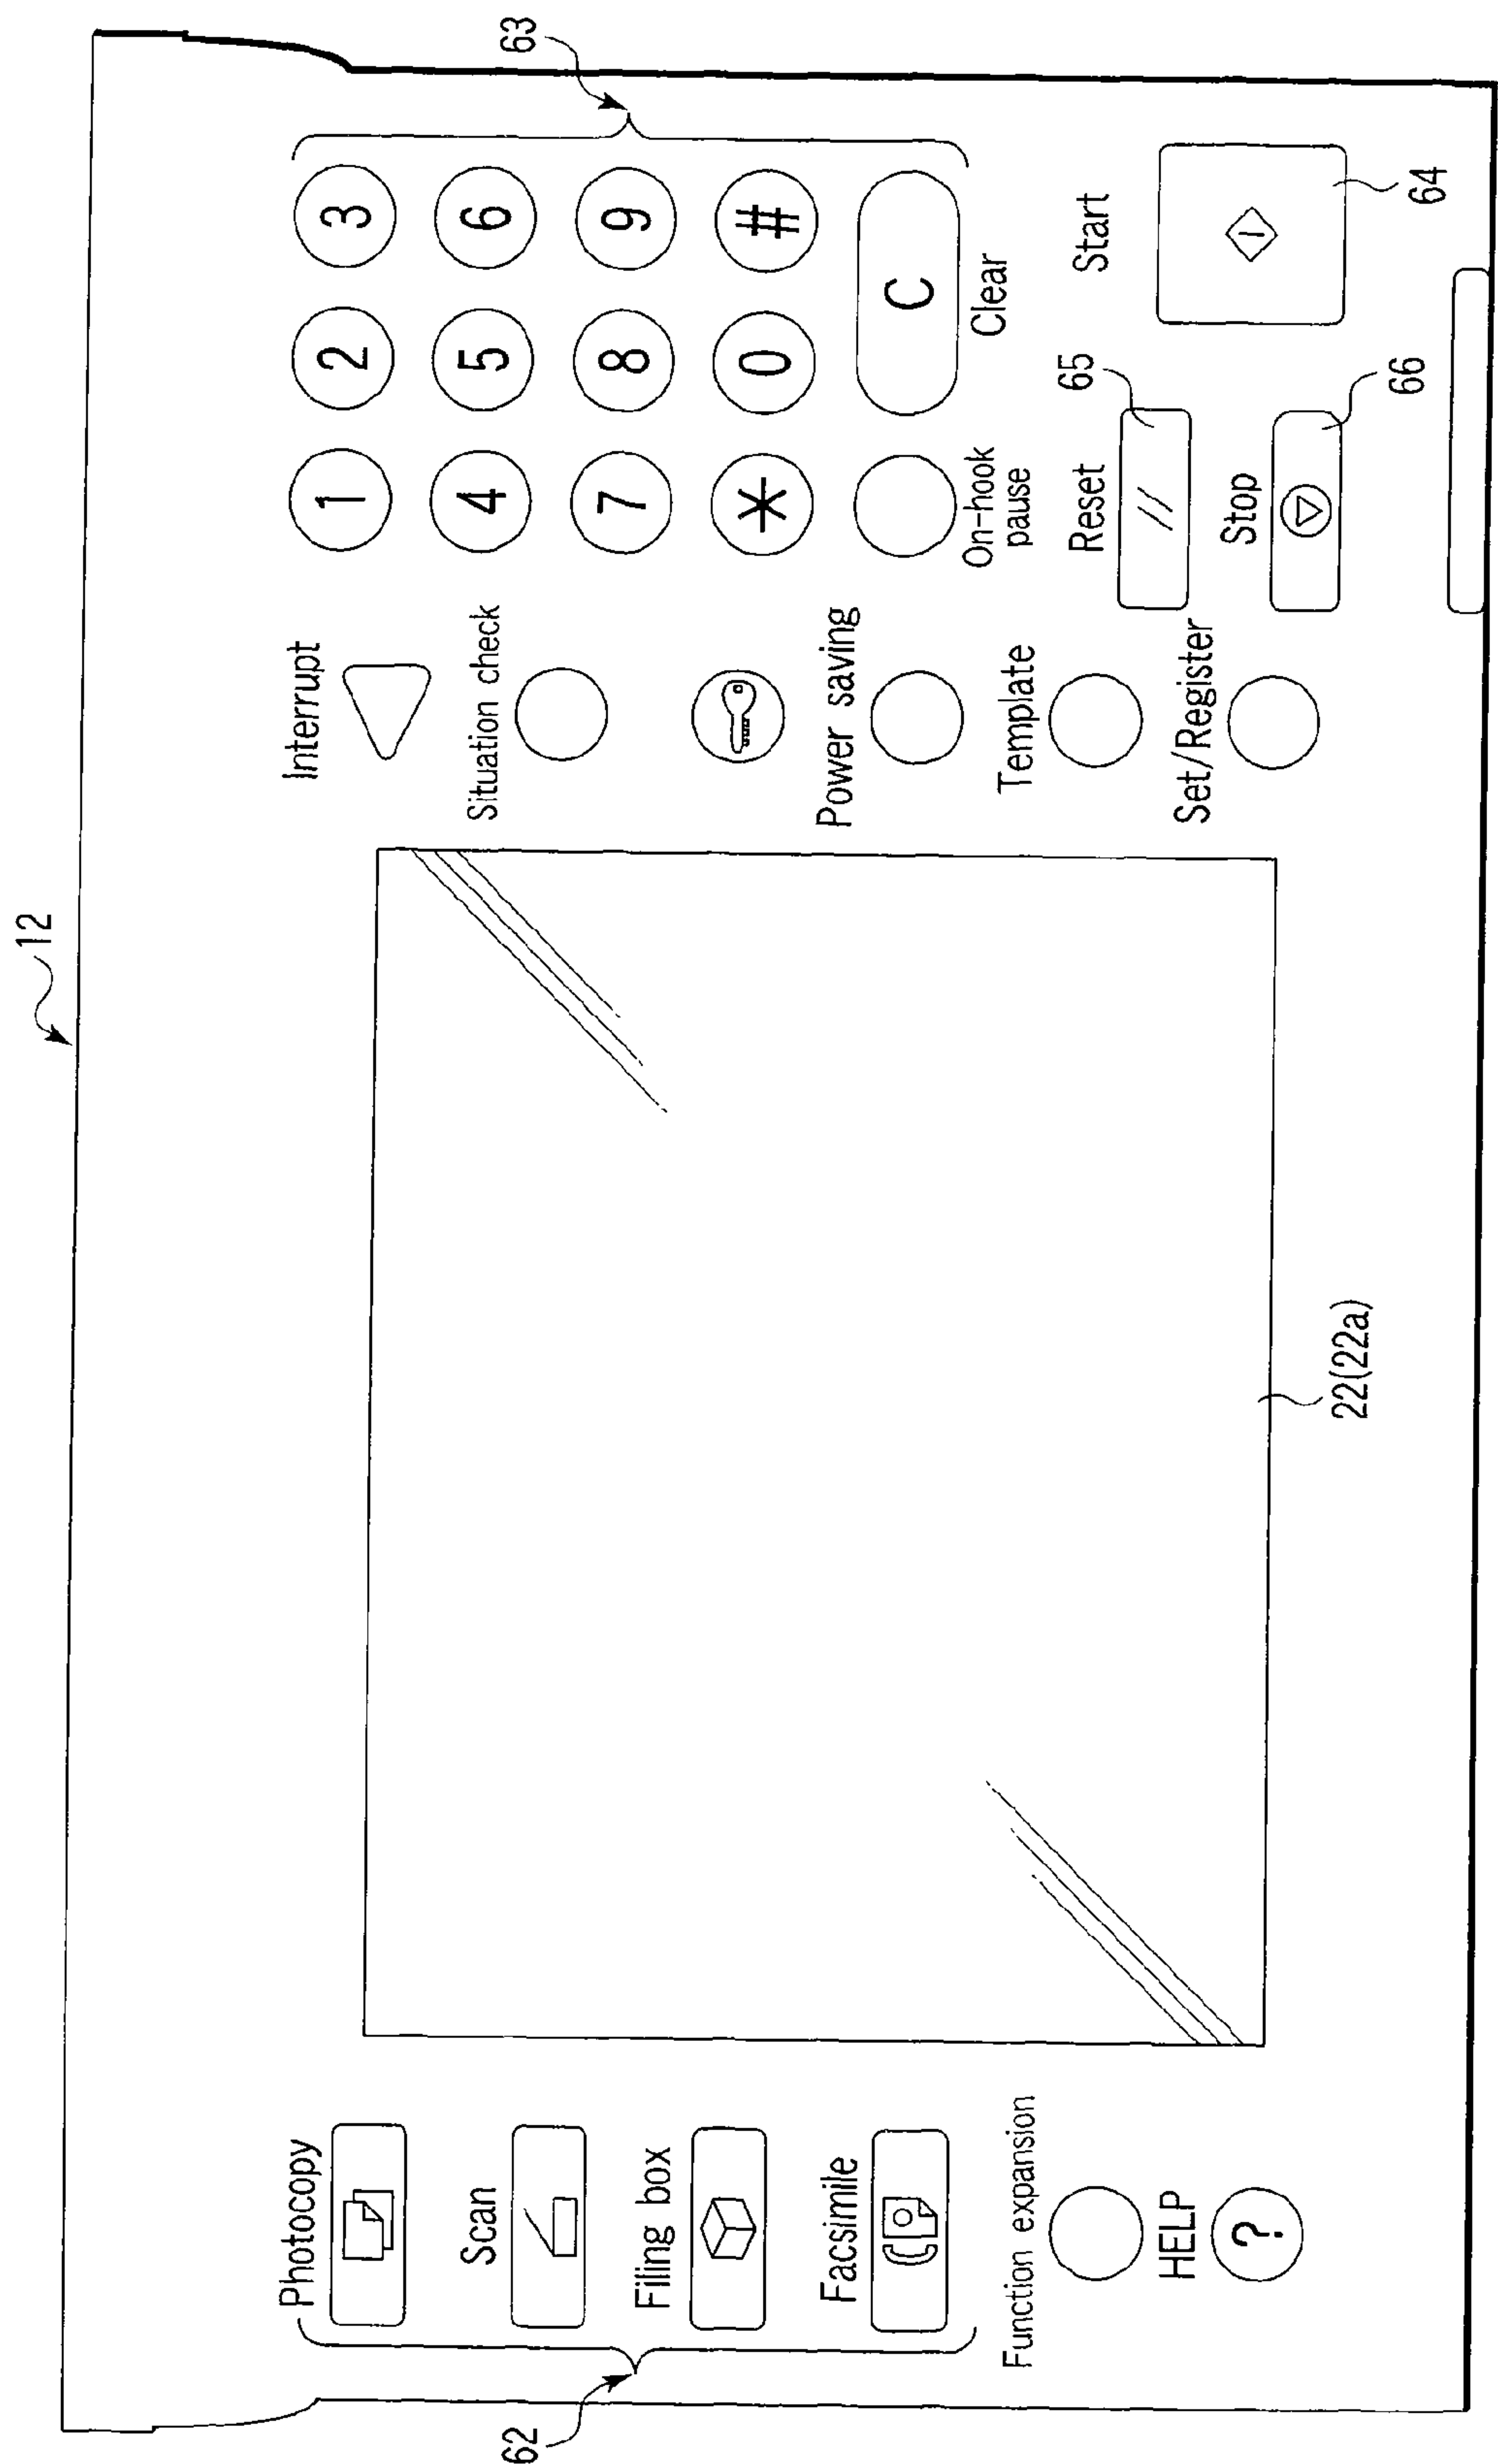 12
62
Photocopy
Scan
Filing box
Facsimile
Function expansion
HELP
?
22(22a)
Interrupt
Situation check
Power saving
Template
Set/Register
63
1 2 3
4 5 6
7 8 9
* 0 #
C
On-hook
pause
Clear
Reset
65
//
Stop
66
Start
64